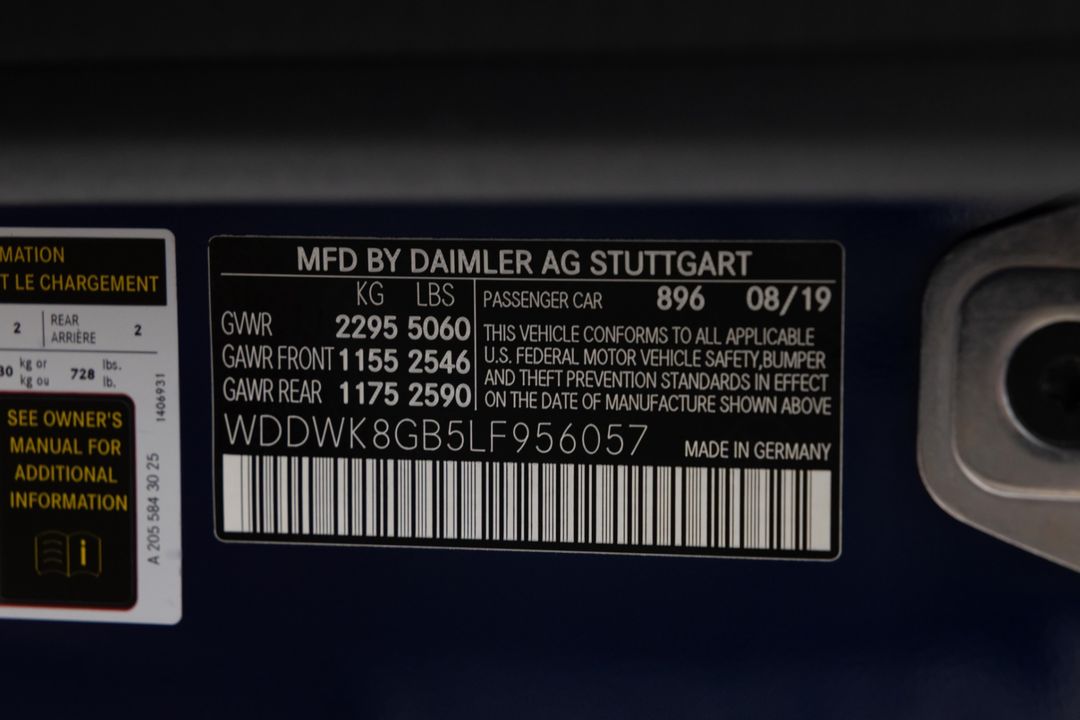 MATION
T LE CHARGEMENT
2 REAR ARRIÈRE 2
30 kg or kg ou 728 lbs. lb.
SEE OWNER'S
MANUAL FOR
ADDITIONAL
INFORMATION
i
1406931
A 205 584 30 25
MFD BY DAIMLER AG STUTTGART
KG LBS
GVWR 2295 5060
GAWR FRONT 1155 2546
GAWR REAR 1175 2590
PASSENGER CAR 896 08/19
THIS VEHICLE CONFORMS TO ALL APPLICABLE
U.S. FEDERAL MOTOR VEHICLE SAFETY,BUMPER
AND THEFT PREVENTION STANDARDS IN EFFECT
ON THE DATE OF MANUFACTURE SHOWN ABOVE
WDDWK8GB5LF956057
MADE IN GERMANY